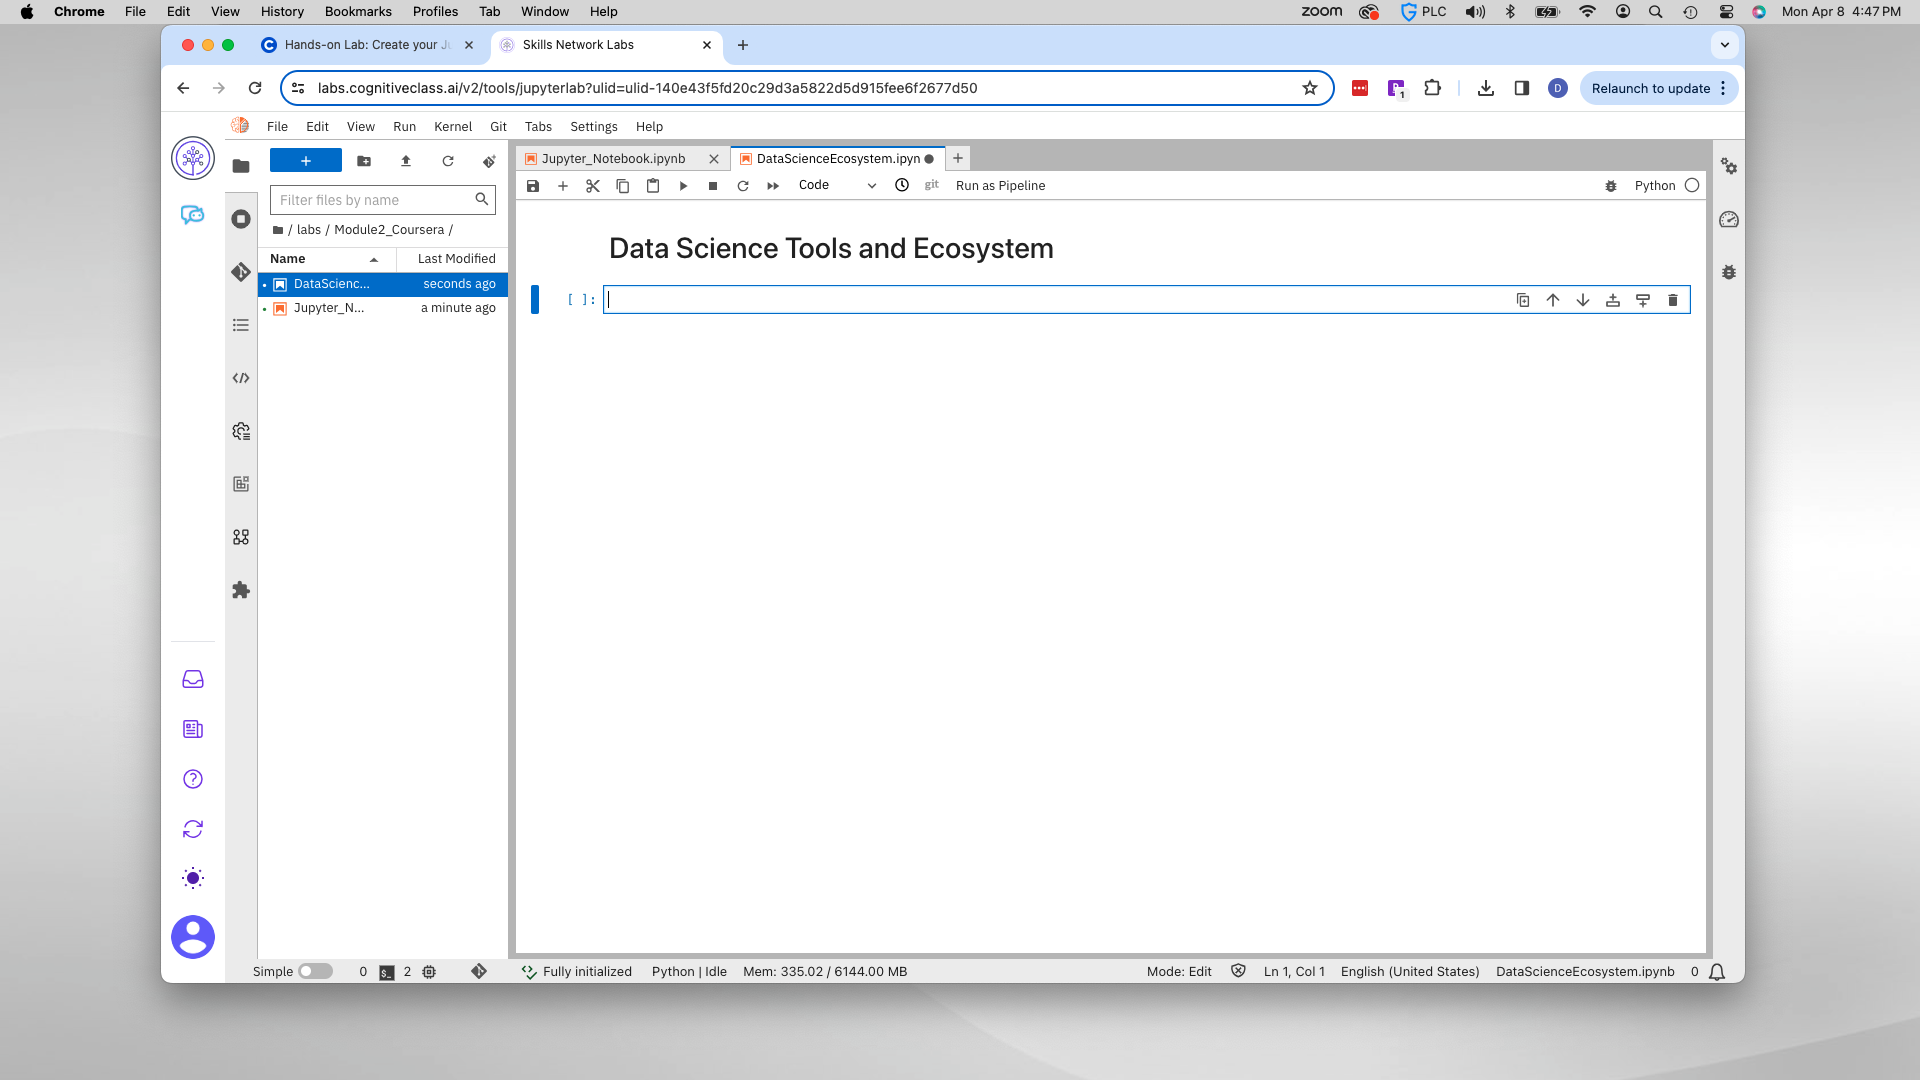 Chrome File Edit View History Bookmarks Profiles Tab Window Help zoom PLC Mon Apr 8 4:47 PM
Hands-on Lab: Create your Ju Skills Network Labs
labs.cognitiveclass.ai/v2/tools/jupyterlab?ulid=ulid-140e43f5fd20c29d3a5822d5d915fee6f2677d50 1 D Relaunch to update
File Edit View Run Kernel Git Tabs Settings Help
Jupyter_Notebook.ipynb DataScienceEcosystem.ipyn
Code git Run as Pipeline Python
Filter files by name
/ labs / Module2_Coursera /
Name Last Modified
DataScienc... seconds ago
Jupyter_N... a minute ago
Data Science Tools and Ecosystem
[ ]:
Simple 0 $_ 2 Fully initialized Python | Idle Mem: 335.02 / 6144.00 MB Mode: Edit Ln 1, Col 1 English (United States) DataScienceEcosystem.ipynb 0